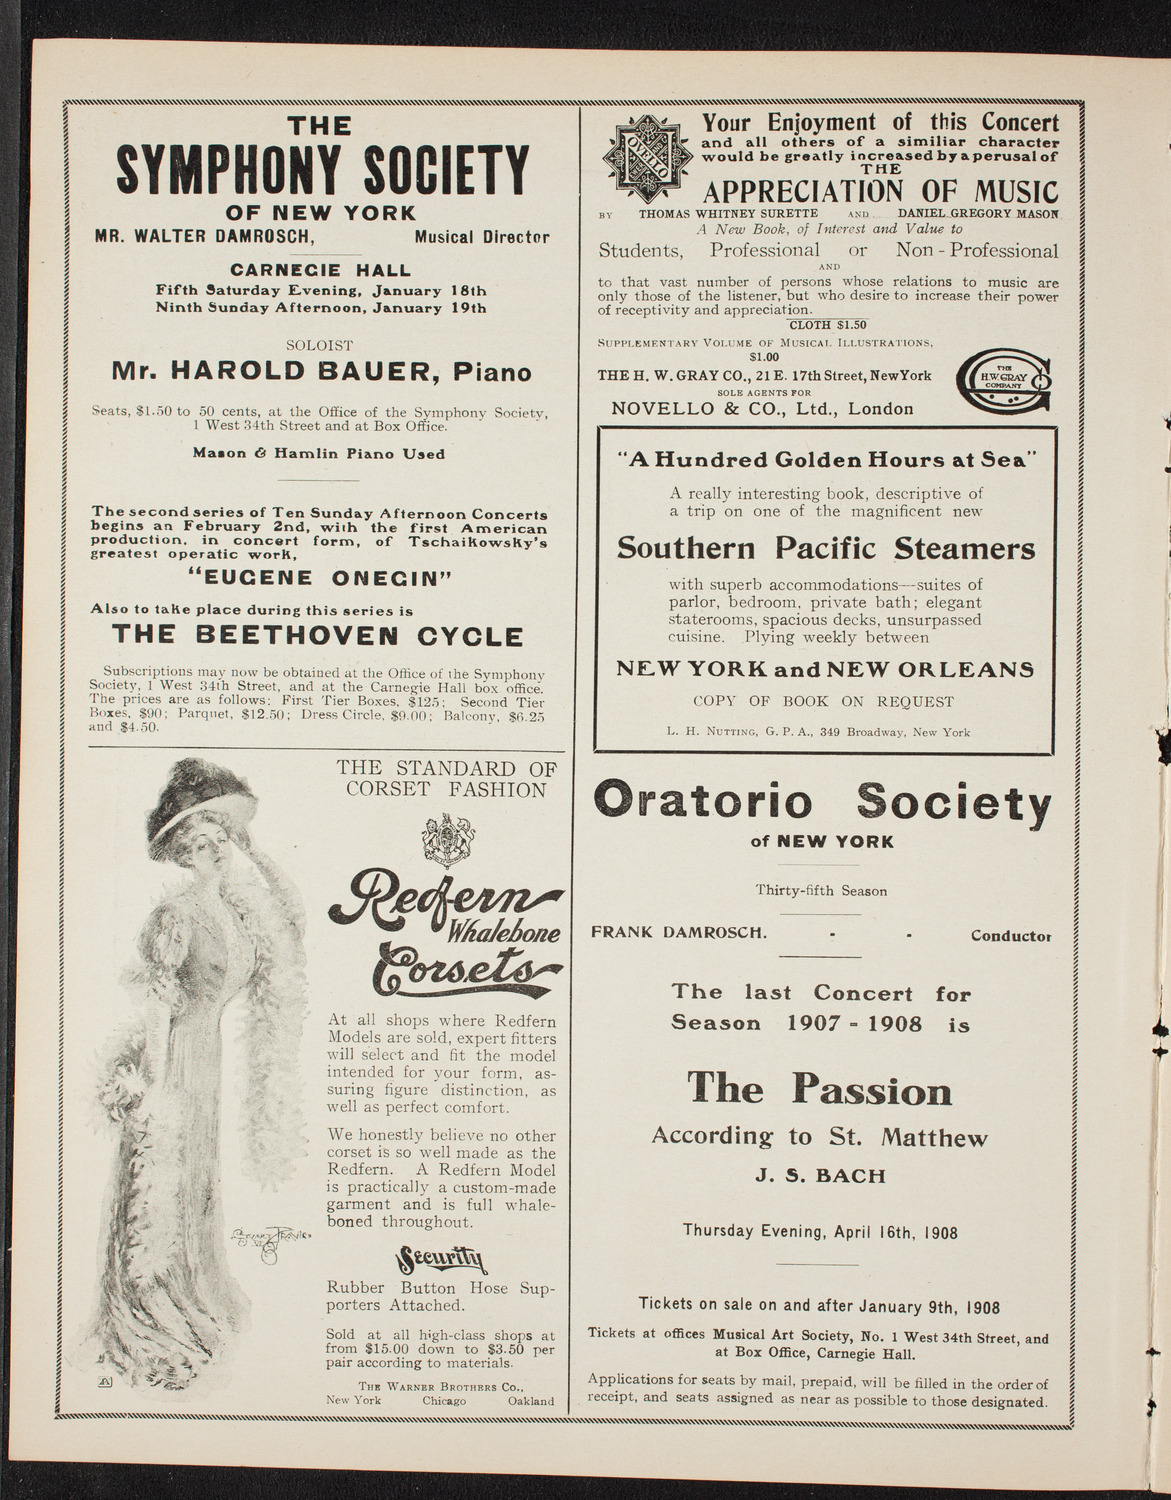 THE
SYMPHONY SOCIETY
OF NEW YORK
MR. WALTER DAMROSCH, Musical Director
CARNEGIE HALL
Fifth Saturday Evening, January 18th
Ninth Sunday Afternoon, January 19th
SOLOIST
Mr. HAROLD BAUER, Piano
Seats, $1.50 to 50 cents, at the Office of the Symphony Society,
1 West 34th Street and at Box Office.
Mason & Hamlin Piano Used
The second series of Ten Sunday Afternoon Concerts
begins an February 2nd, with the first American
production, in concert form, of Tschaikowsky's
greatest operatic work,
"EUGENE ONEGIN"
Also to take place during this series is
THE BEETHOVEN CYCLE
Subscriptions may now be obtained at the Office of the Symphony
Society, 1 West 34th Street, and at the Carnegie Hall box office.
The prices are as follows: First Tier Boxes, $125; Second Tier
Boxes, $90; Parquet, $12.50; Dress Circle, $9.00; Balcony, $6.25
and $4.50.
THE STANDARD OF
CORSET FASHION
Redfern
Whalebone
Corsets
At all shops where Redfern
Models are sold, expert fitters
will select and fit the model
intended for your form, as-
suring figure distinction, as
well as perfect comfort.
We honestly believe no other
corset is so well made as the
Redfern. A Redfern Model
is practically a custom-made
garment and is full whale-
boned throughout.
Security
Rubber Button Hose Sup-
porters Attached.
Sold at all high-class shops at
from $15.00 down to $3.50 per
pair according to materials.
THE WARNER BROTHERS CO.,
New York Chicago Oakland
NOVELLO
Your Enjoyment of this Concert
and all others of a similiar character
would be greatly increased by a perusal of
THE
APPRECIATION OF MUSIC
BY THOMAS WHITNEY SURETTE AND DANIEL GREGORY MASON
A New Book, of Interest and Value to
Students, Professional or Non-Professional
AND
to that vast number of persons whose relations to music are
only those of the listener, but who desire to increase their power
of receptivity and appreciation.
CLOTH $1.50
SUPPLEMENTARY VOLUME OF MUSICAL ILLUSTRATIONS,
$1.00
THE H. W. GRAY CO., 21 E. 17th Street, New York
SOLE AGENTS FOR
NOVELLO & CO., Ltd., London
THE
H.W. GRAY
COMPANY
"A Hundred Golden Hours at Sea"
A really interesting book, descriptive of
a trip on one of the magnificent new
Southern Pacific Steamers
with superb accommodations—suites of
parlor, bedroom, private bath; elegant
staterooms, spacious decks, unsurpassed
cuisine. Plying weekly between
NEW YORK and NEW ORLEANS
COPY OF BOOK ON REQUEST
L. H. NUTTING, G. P. A., 349 Broadway, New York
Oratorio Society
of NEW YORK
Thirty-fifth Season
FRANK DAMROSCH. - - Conductor
The last Concert for
Season 1907-1908 is
The Passion
According to St. Matthew
J. S. BACH
Thursday Evening, April 16th, 1908
Tickets on sale on and after January 9th, 1908
Tickets at offices Musical Art Society, No. 1 West 34th Street, and
at Box Office, Carnegie Hall.
Applications for seats by mail, prepaid, will be filled in the order of
receipt, and seats assigned as near as possible to those designated.